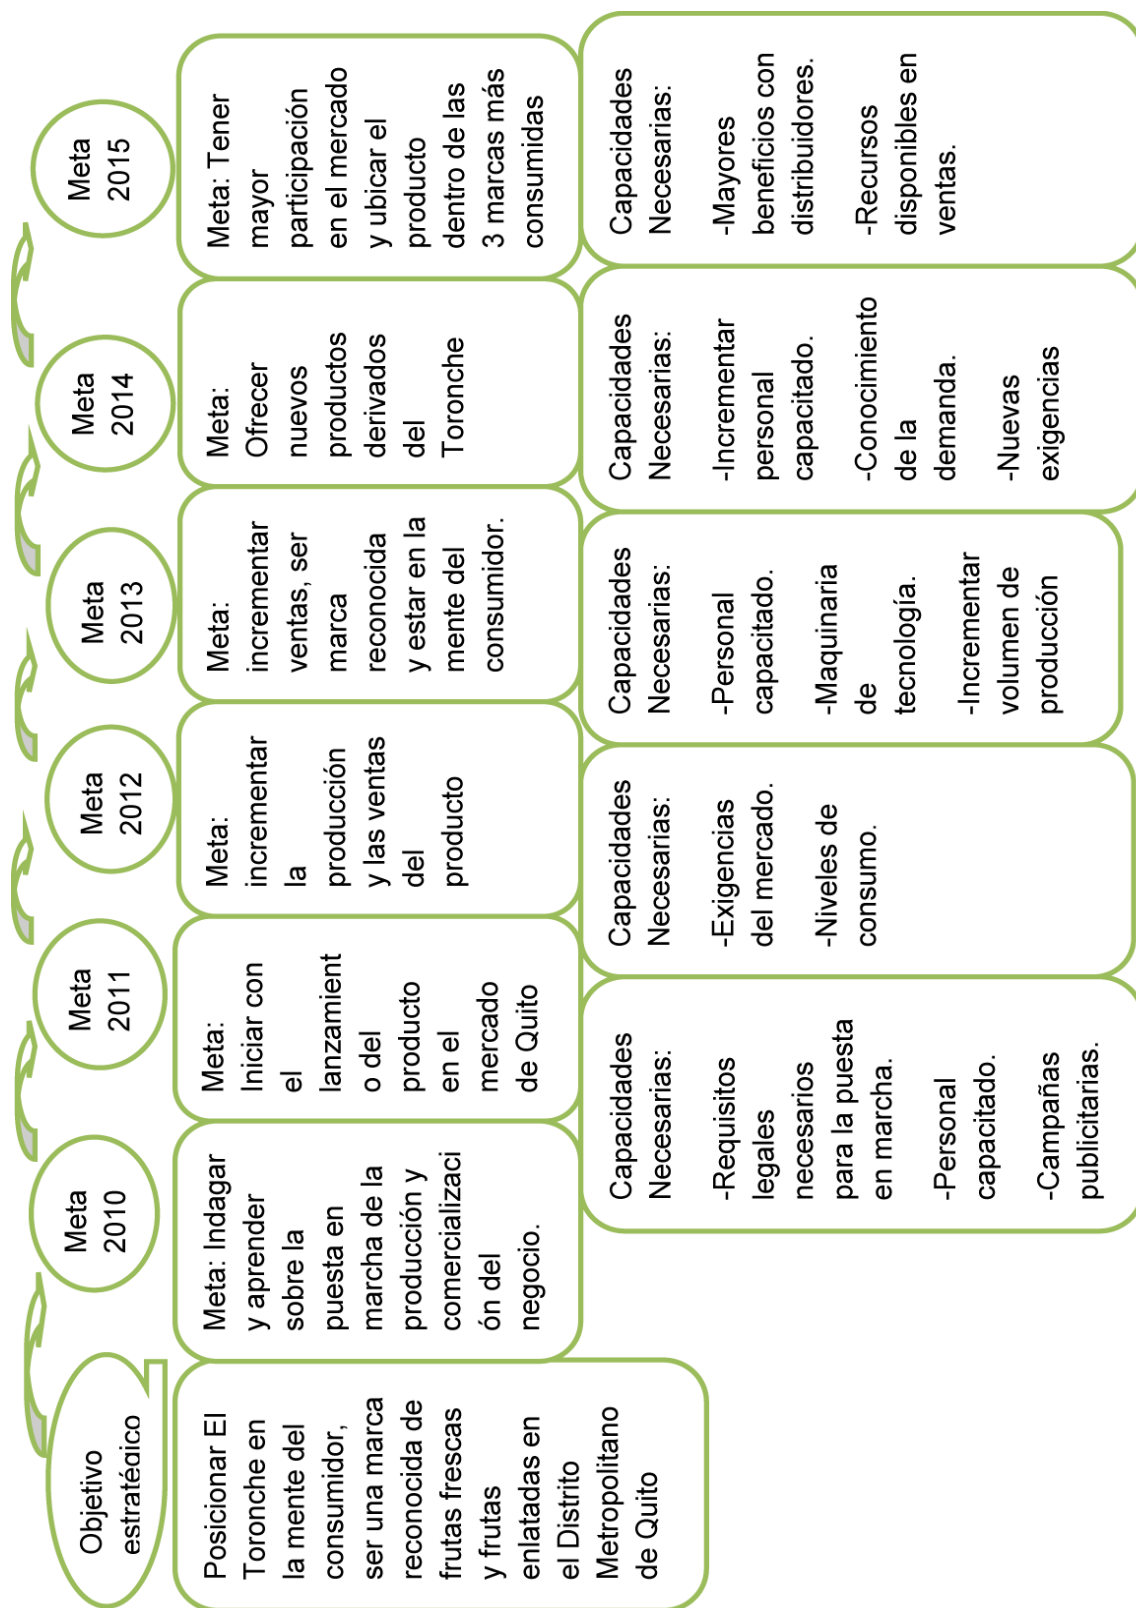 Objetivo
estratégico
Meta
2010
Meta
2011
Meta
2012
Meta
2013
Meta
2014
Meta
2015
Posicionar El
Toronche en
la mente del
consumidor,
ser una marca
reconocida de
frutas frescas
y frutas
enlatadas en
el Distrito
Metropolitano
de Quito
Meta: Indagar
y aprender
sobre la
puesta en
marcha de la
producción y
comercializaci
ón del
negocio.
Meta:
Iniciar con
el
lanzamient
o del
producto
en el
mercado
de Quito
Meta:
incrementar
la
producción
y las ventas
del
producto
Meta:
incrementar
ventas, ser
marca
reconocida
y estar en la
mente del
consumidor.
Meta:
Ofrecer
nuevos
productos
derivados
del
Toronche
Meta: Tener
mayor
participación
en el mercado
y ubicar el
producto
dentro de las
3 marcas más
consumidas
Capacidades
Necesarias:
-Requisitos
legales
necesarios
para la puesta
en marcha.
-Personal
capacitado.
-Campañas
publicitarias.
Capacidades
Necesarias:
-Exigencias
del mercado.
-Niveles de
consumo.
Capacidades
Necesarias:
-Personal
capacitado.
-Maquinaria
de
tecnología.
-Incrementar
volumen de
producción
Capacidades
Necesarias:
-Incrementar
personal
capacitado.
-Conocimiento
de la
demanda.
-Nuevas
exigencias
Capacidades
Necesarias:
-Mayores
beneficios con
distribuidores.
-Recursos
disponibles en
ventas.